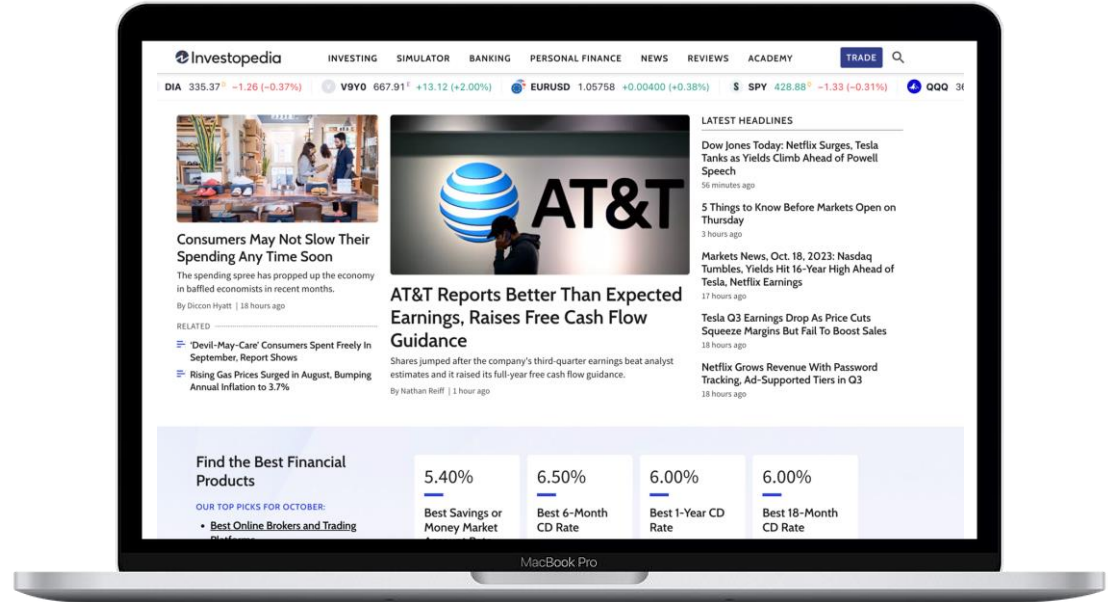 Investopedia
INVESTING SIMULATOR BANKING PERSONAL FINANCE NEWS REVIEWS ACADEMY TRADE
DIA 335.37 −1.26 (−0.37%) V9Y0 667.91 E +13.12 (+2.00%) EURUSD 1.05758 +0.00400 (+0.38%) S SPY 428.88 −1.33 (−0.31%) QQQ
AT&T
Consumers May Not Slow Their
Spending Any Time Soon
The spending spree has propped up the economy
in baffled economists in recent months.
By Diccon Hyatt | 18 hours ago
RELATED
'Devil-May-Care' Consumers Spent Freely In
September, Report Shows
Rising Gas Prices Surged in August, Bumping
Annual Inflation to 3.7%
AT&T Reports Better Than Expected
Earnings, Raises Free Cash Flow
Guidance
Shares jumped after the company's third-quarter earnings beat analyst
estimates and it raised its full-year free cash flow guidance.
By Nathan Reiff | 1 hour ago
LATEST HEADLINES
Dow Jones Today: Netflix Surges, Tesla
Tanks as Yields Climb Ahead of Powell
Speech
56 minutes ago
5 Things to Know Before Markets Open on
Thursday
3 hours ago
Markets News, Oct. 18, 2023: Nasdaq
Tumbles, Yields Hit 16-Year High Ahead of
Tesla, Netflix Earnings
17 hours ago
Tesla Q3 Earnings Drop As Price Cuts
Squeeze Margins But Fail To Boost Sales
18 hours ago
Netflix Grows Revenue With Password
Tracking, Ad-Supported Tiers in Q3
18 hours ago
Find the Best Financial
Products
OUR TOP PICKS FOR OCTOBER:
• Best Online Brokers and Trading
5.40%
Best Savings or
Money Market
6.50%
Best 6-Month
CD Rate
6.00%
Best 1-Year CD
Rate
6.00%
Best 18-Month
CD Rate
MacBook Pro